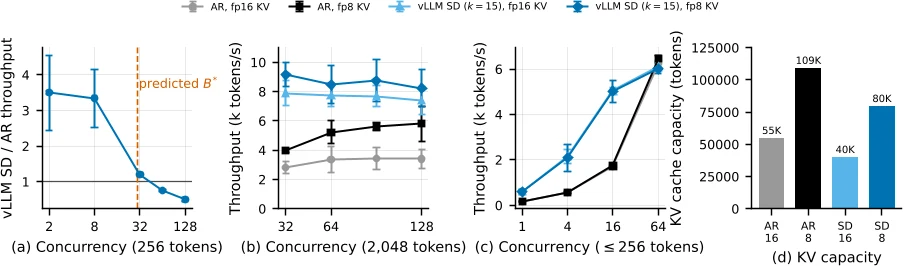 AR, fp16 KV   AR, fp8 KV   vLLM SD (k = 15), fp16 KV   vLLM SD (k = 15), fp8 KV
vLLM SD / AR throughput
4
3
2
1
predicted B*
2 8 32 128
(a) Concurrency (256 tokens)
Throughput (k tokens/s)
10
8
6
4
2
0
32 64 128
(b) Concurrency (2,048 tokens)
Throughput (k tokens/s)
6
4
2
0
1 4 16 64
(c) Concurrency (≤ 256 tokens)
KV cache capacity (tokens)
125000
100000
75000
50000
25000
0
55K
109K
40K
80K
AR AR SD SD
16 8 16 8
(d) KV capacity